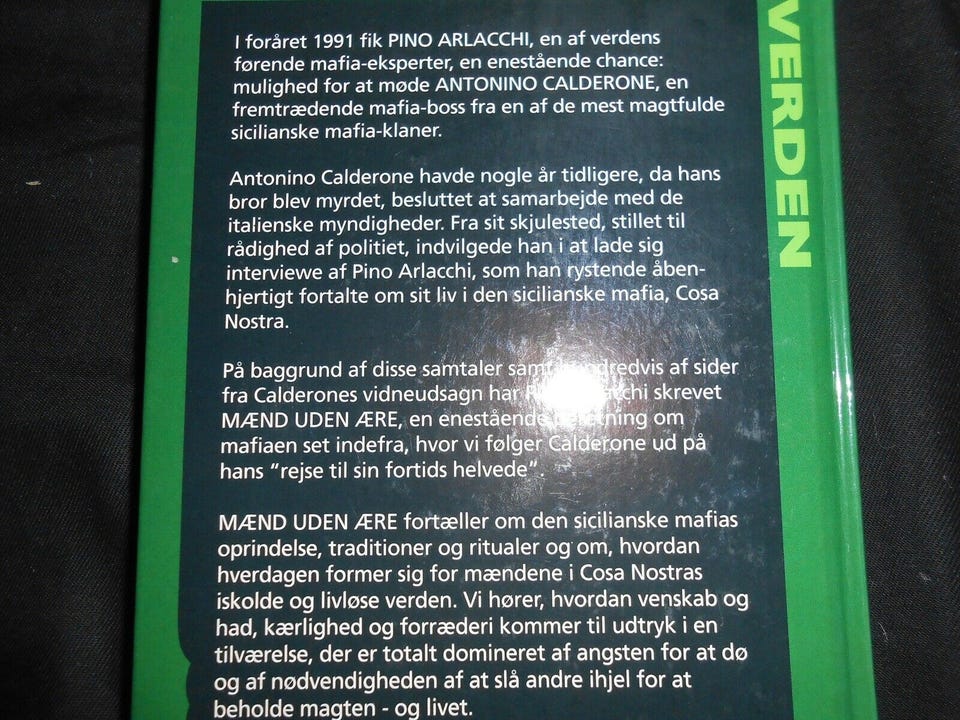 I foråret 1991 fik PINO ARLACCHI, en af verdens
førende mafia-eksperter, en enestående chance:
mulighed for at møde ANTONINO CALDERONE, en
fremtrædende mafia-boss fra en af de mest magtfulde
sicilianske mafia-klaner.
Antonino Calderone havde nogle år tidligere, da hans
bror blev myrdet, besluttet at samarbejde med de
italienske myndigheder. Fra sit skjulested, stillet til
rådighed af politiet, indvilgede han i at lade sig
interviewe af Pino Arlacchi, som han rystende åben-
hjertigt fortalte om sit liv i den sicilianske mafia, Cosa
Nostra.
På baggrund af disse samtaler af sider
fra Calderones vidneudsagn har skrevet
MÆND UDEN ÆRE, en enestående om
mafiaen set indefra, hvor vi følger Calderone ud på
hans "rejse til sin fortids helvede"
MÆND UDEN ÆRE fortæller om den sicilianske mafias
oprindelse, traditioner og ritualer og om, hvordan
hverdagen former sig for mændene i Cosa Nostras
iskolde og livløse verden. Vi hører, hvordan venskab og
had, kærlighed og forræderi kommer til udtryk i en
tilværelse, der er totalt domineret af angsten for at dø
og af nødvendigheden af at slå andre ihjel for at
beholde magten - og livet.
VERDEN